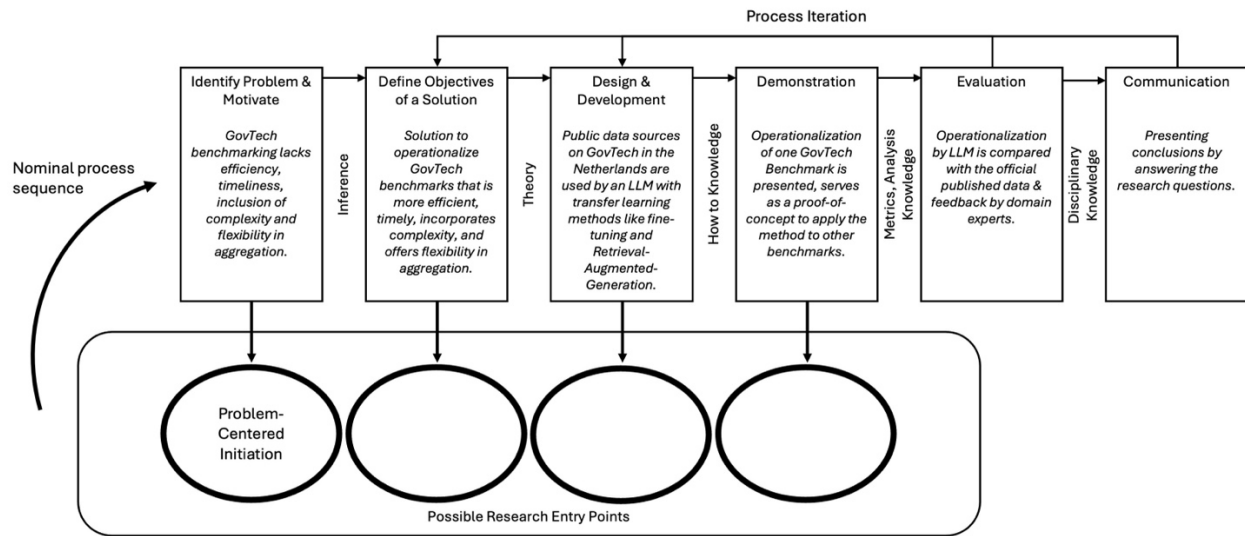 Process Iteration
Nominal process
sequence
Identify Problem &
Motivate
GovTech
benchmarking lacks
efficiency,
timeliness,
inclusion of
complexity and
flexibility in
aggregation.
Inference
Define Objectives
of a Solution
Solution to
operationalize
GovTech
benchmarks that is
more efficient,
timely, incorporates
complexity, and
offers flexibility in
aggregation.
Theory
Design &
Development
Public data sources
on GovTech in the
Netherlands are
used by an LLM with
transfer learning
methods like fine-
tuning and
Retrieval-
Augmented-
Generation.
How to Knowledge
Demonstration
Operationalization
of one GovTech
Benchmark is
presented, serves
as a proof-of-
concept to apply the
method to other
benchmarks.
Metrics, Analysis
Knowledge
Evaluation
Operationalization
by LLM is compared
with the official
published data &
feedback by domain
experts.
Disciplinary
Knowledge
Communication
Presenting
conclusions by
answering the
research questions.
Problem-
Centered
Initiation
Possible Research Entry Points